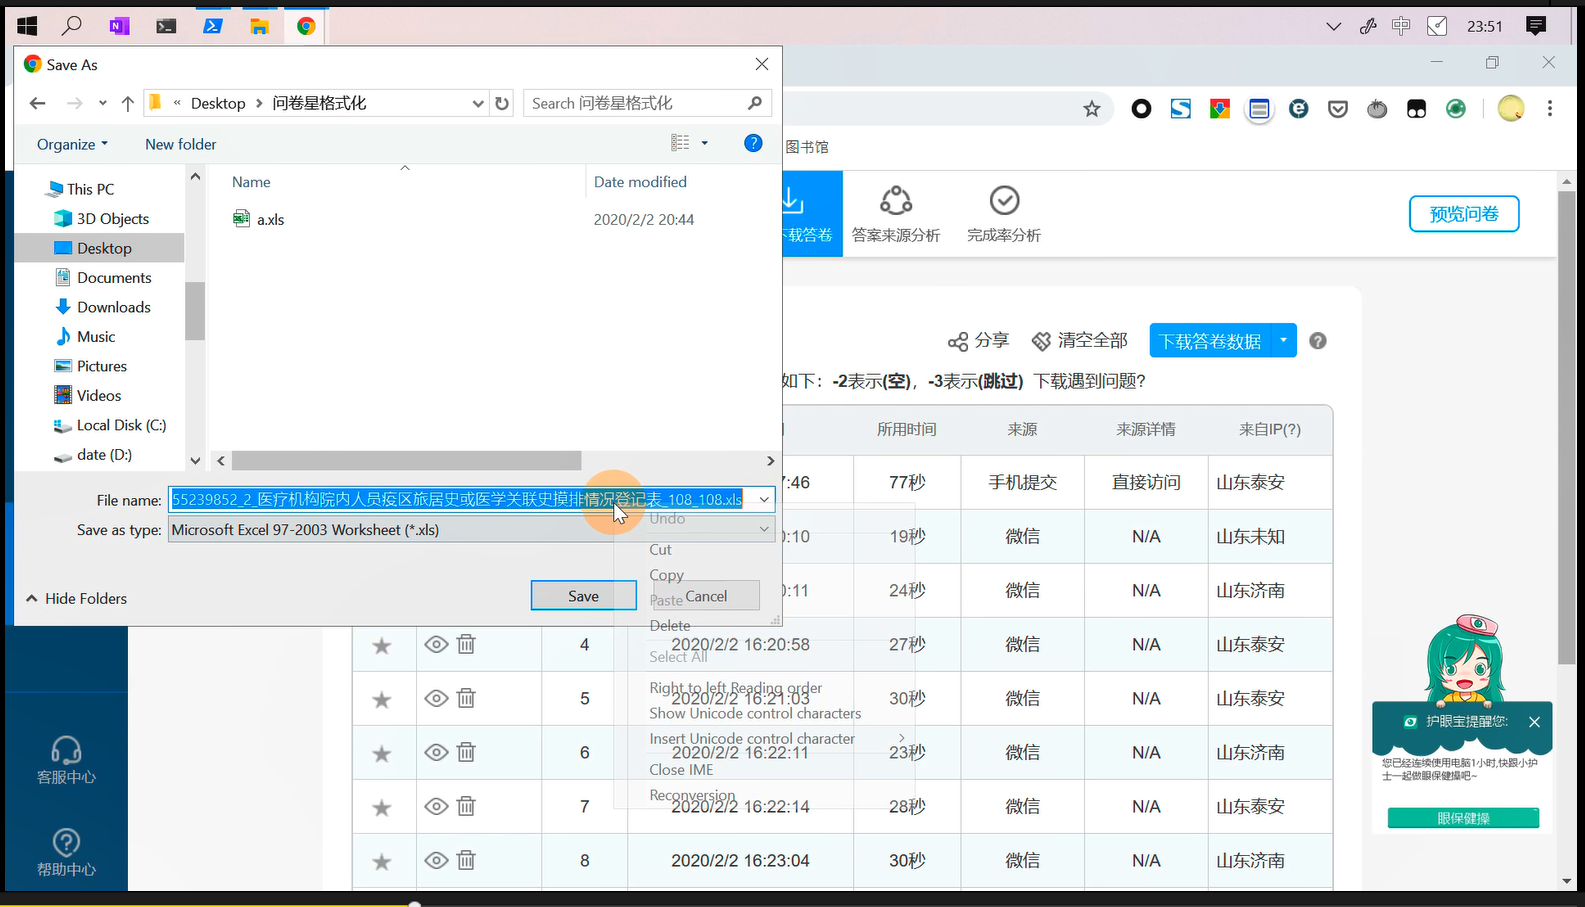 23:51
中
Save As
« Desktop > 问卷星格式化
Search 问卷星格式化
Organize
New folder
Name
Date modified
a.xls
2020/2/2 20:44
This PC
3D Objects
Desktop
Documents
Downloads
Music
Pictures
Videos
Local Disk (C:)
date (D:)
File name: 55239852_2_医疗机构院内人员疫区旅居史或医学关联史摸排情况登记表_108_108.xls
Save as type: Microsoft Excel 97-2003 Worksheet (*.xls)
Hide Folders
Save
Cancel
Undo
Cut
Copy
Paste
Delete
Select All
Right to left Reading order
Show Unicode control characters
Insert Unicode control character
Close IME
Reconversion
图书馆
下载答卷
答案来源分析
完成率分析
预览问卷
分享
清空全部
下载答卷数据
如下：-2表示(空)，-3表示(跳过) 下载遇到问题?
所用时间 来源 来源详情 来自IP(?)
7:46 77秒 手机提交 直接访问 山东泰安
0:10 19秒 微信 N/A 山东未知
0:11 24秒 微信 N/A 山东济南
4 2020/2/2 16:20:58 27秒 微信 N/A 山东泰安
5 2020/2/2 16:21:03 30秒 微信 N/A 山东泰安
6 2020/2/2 16:22:11 23秒 微信 N/A 山东济南
7 2020/2/2 16:22:14 28秒 微信 N/A 山东泰安
8 2020/2/2 16:23:04 30秒 微信 N/A 山东济南
客服中心
帮助中心
护眼宝提醒您:
您已经连续使用电脑1小时,快跟小护
士一起做眼保健操吧~
眼保健操